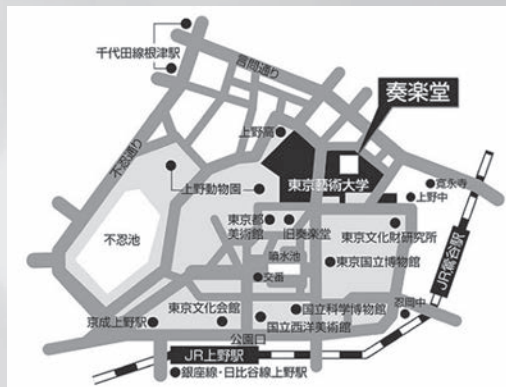 千代田線根津駅
言問通り
奏楽堂
上野高
不忍通り
上野動物園
東京藝術大学
寛永寺
上野中
東京都
美術館
旧奏楽堂
東京文化財研究所
不忍池
噴水池
東京国立博物館
JR鶯谷駅
交番
東京文化会館
国立科学博物館
忍岡中
京成上野駅
国立西洋美術館
公園口
JR上野駅
銀座線・日比谷線上野駅